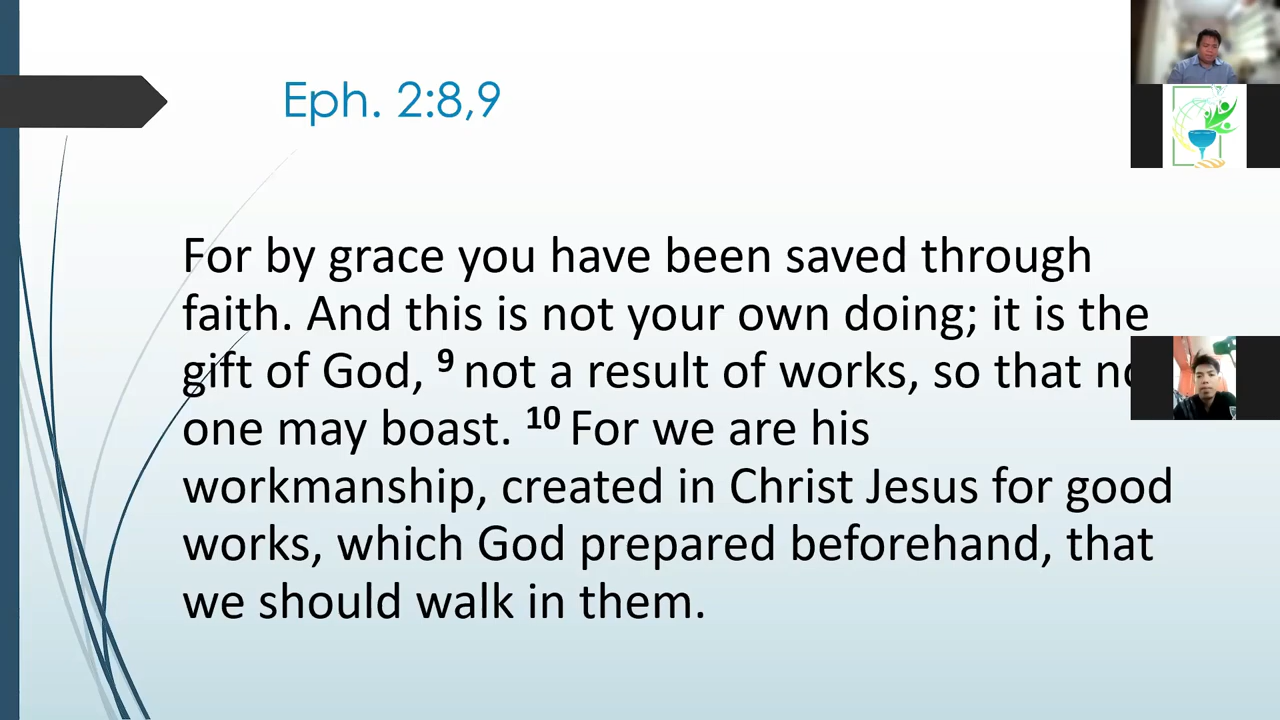 Eph. 2:8,9
For by grace you have been saved through
faith. And this is not your own doing; it is the
gift of God, 9 not a result of works, so that no
one may boast. 10 For we are his
workmanship, created in Christ Jesus for good
works, which God prepared beforehand, that
we should walk in them.